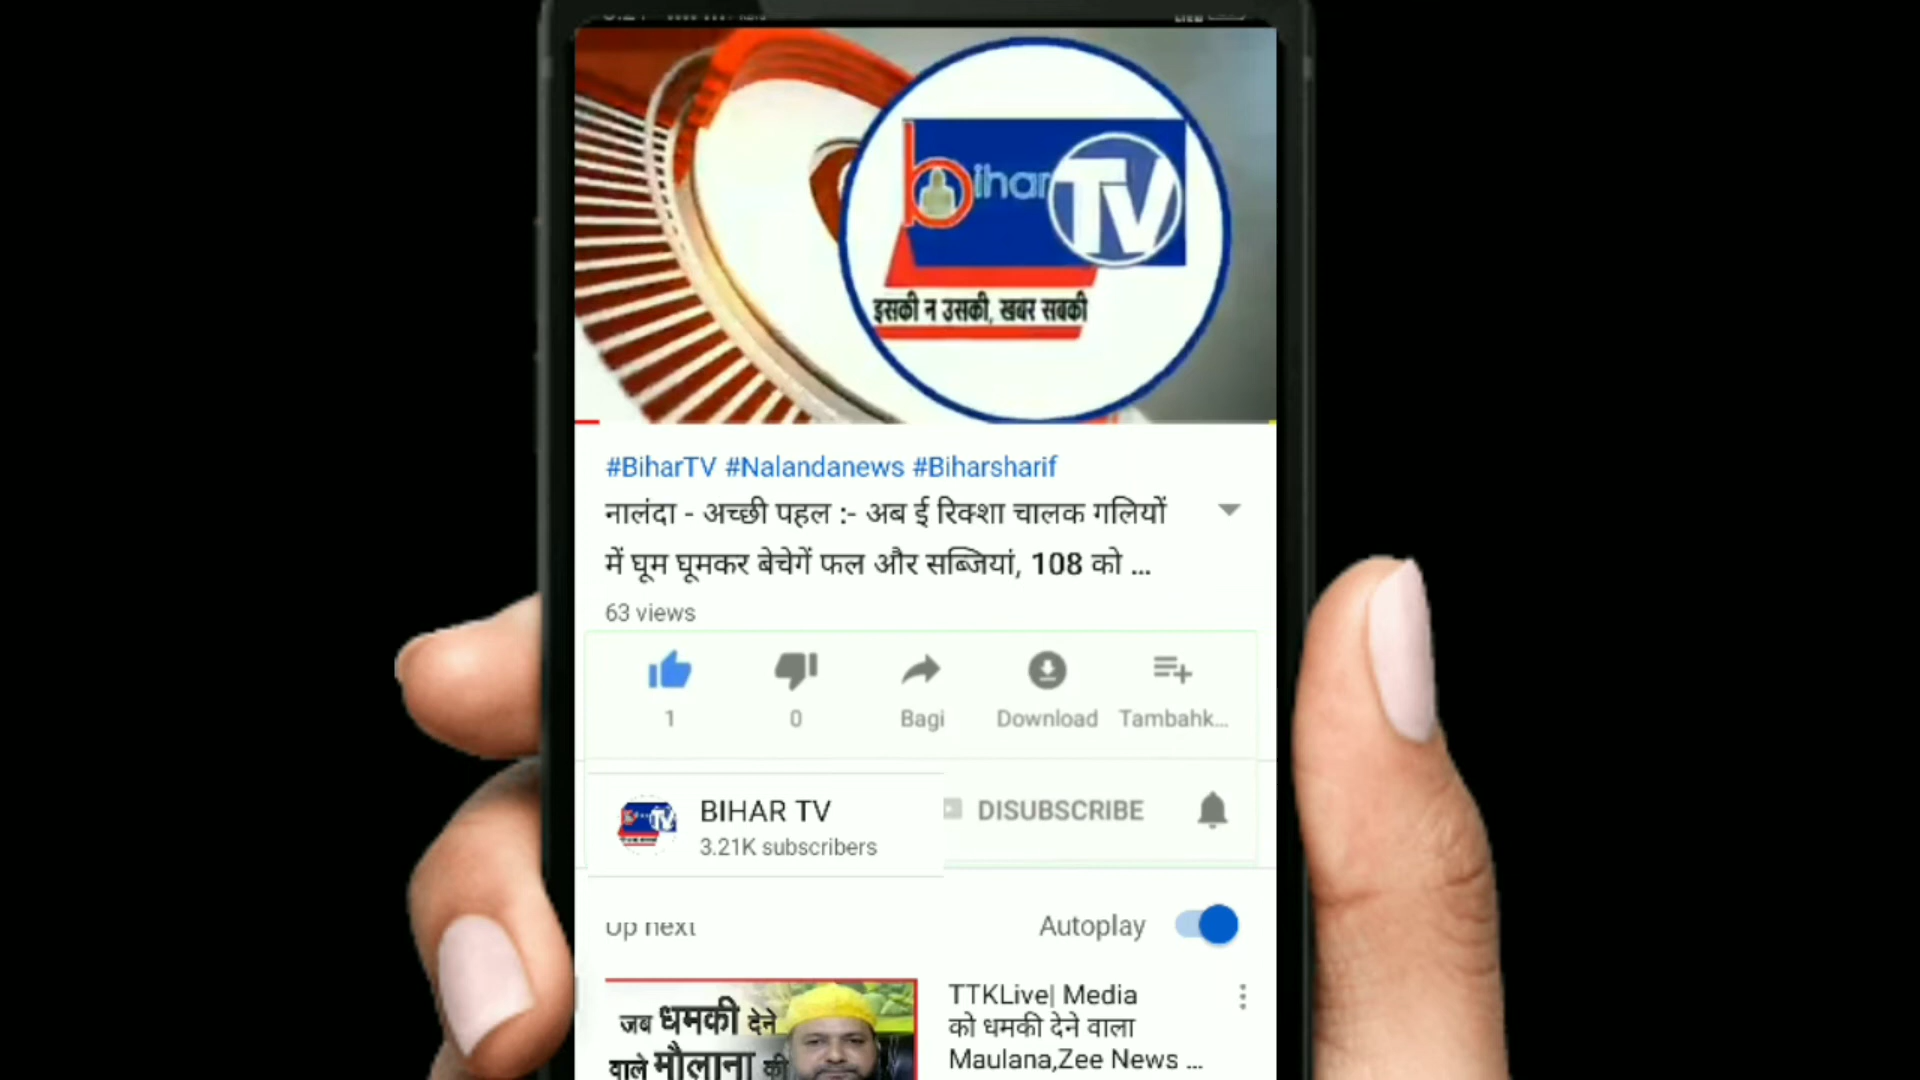 bihar TV
इसकी न उसकी, खबर सबकी
#BiharTV #Nalandanews #Biharsharif
नालंदा - अच्छी पहल :- अब ई रिक्शा चालक गलियों
में घूम घूमकर बेचेगें फल और सब्जियां, 108 को ...
63 views
1
0
Bagi
Download
Tambahk...
BIHAR TV
3.21K subscribers
DISUBSCRIBE
Up next
Autoplay
जब धमकी देने
वाले मौलाना की
TTKLive| Media
को धमकी देने वाला
Maulana,Zee News ...